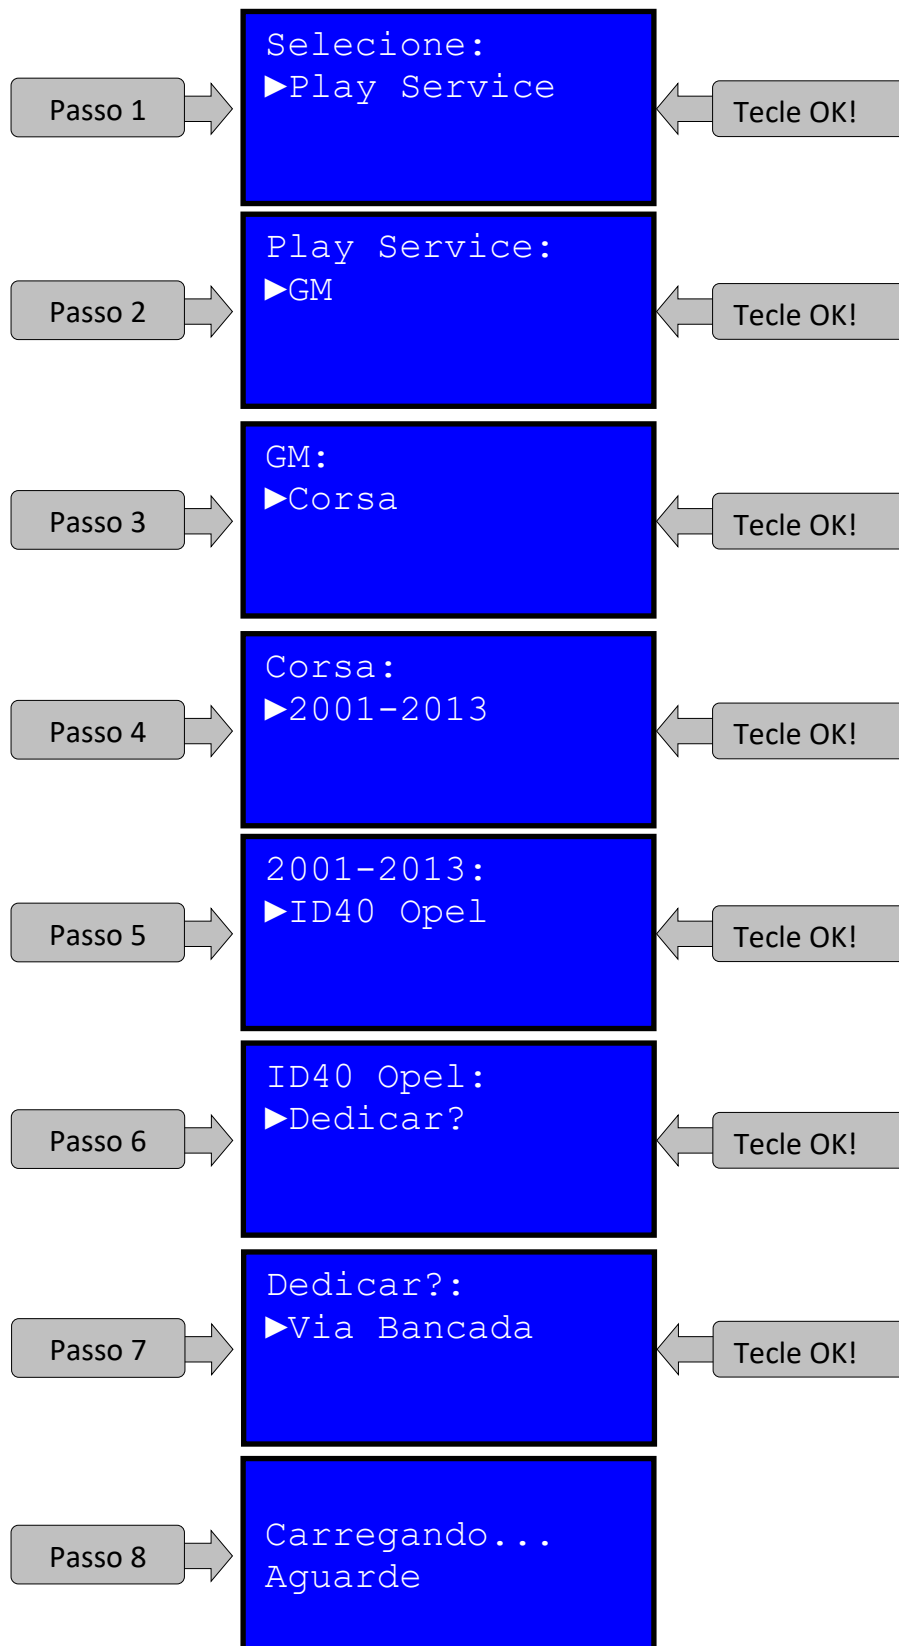 Selecione:
Passo 1
►Play Service
Tecle OK!
Play Service:
Passo 2
►GM
Tecle OK!
GM:
Passo 3
►Corsa
Tecle OK!
Corsa:
Passo 4
►2001-2013
Tecle OK!
2001-2013:
Passo 5
►ID40 Opel
Tecle OK!
ID40 Opel:
Passo 6
►Dedicar?
Tecle OK!
Dedicar?:
Passo 7
►Via Bancada
Tecle OK!
Passo 8
Carregando...
Aguarde